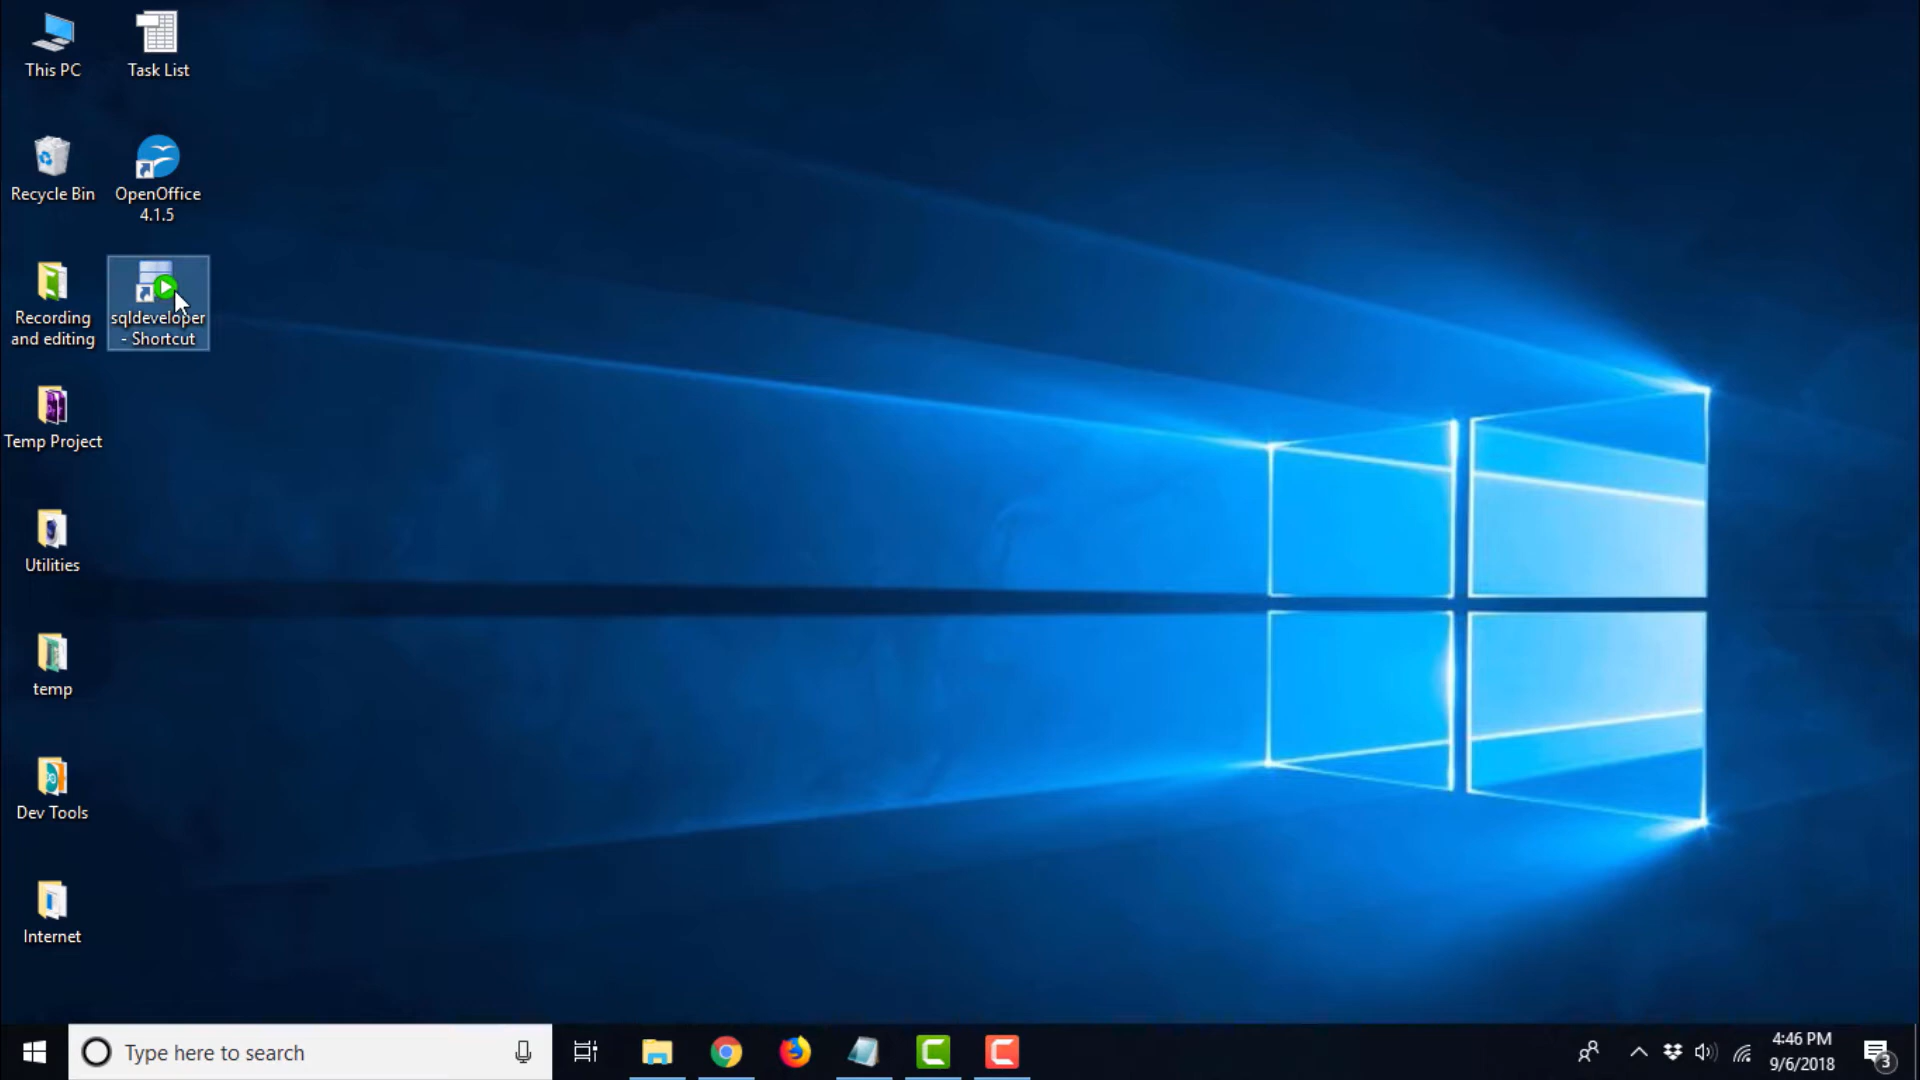 This PC
Task List
Recycle Bin
OpenOffice
4.1.5
Recording
and editing
sqldeveloper
- Shortcut
Temp Project
Utilities
temp
Dev Tools
Internet
Type here to search
4:46 PM
9/6/2018
3